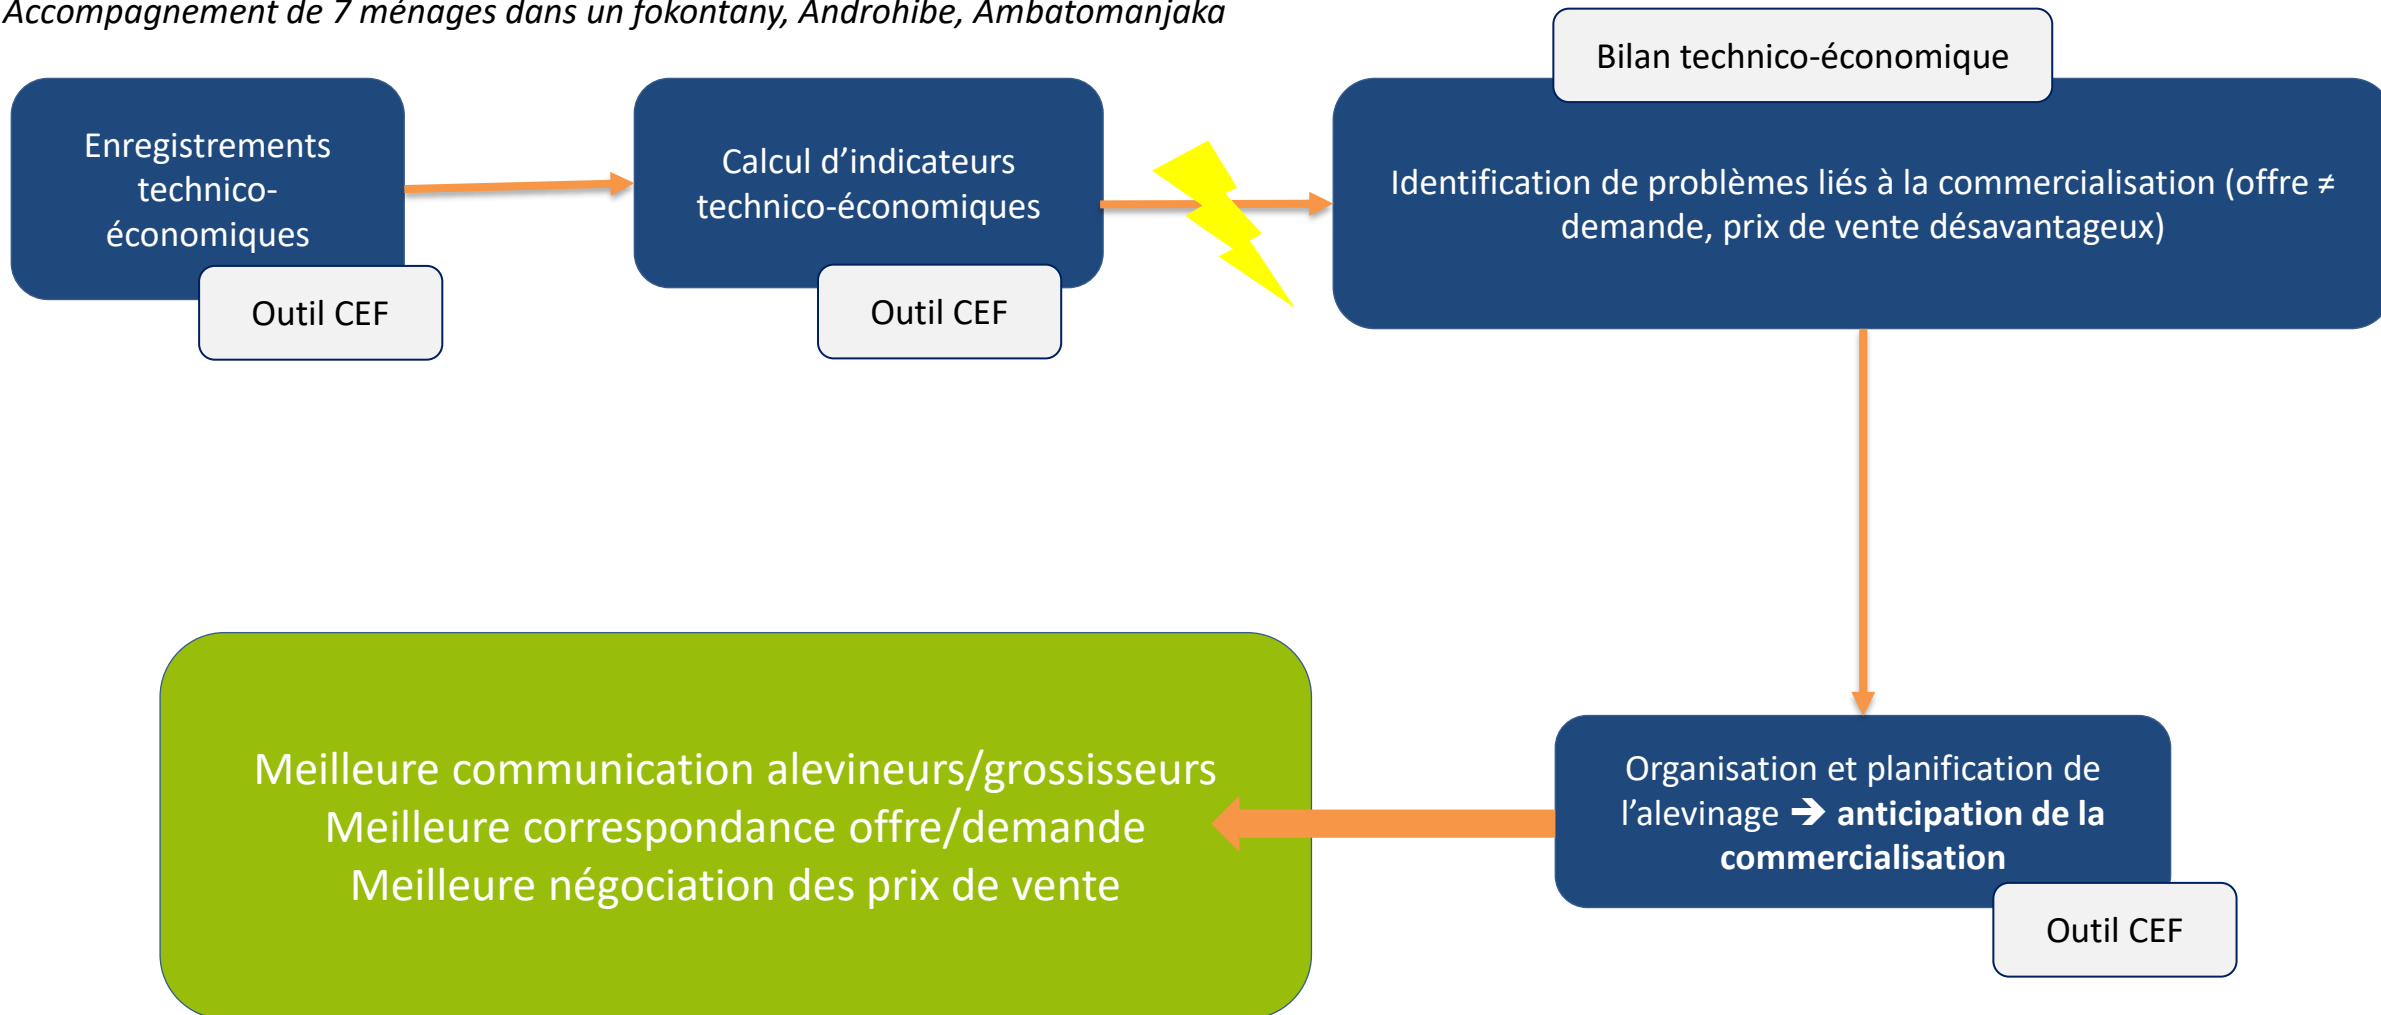 Accompagnement de 7 ménages dans un fokontany, Androhibe, Ambatomanjaka
Enregistrements
technico-
économiques
Outil CEF
Calcul d’indicateurs
technico-économiques
Outil CEF
Bilan technico-économique
Identification de problèmes liés à la commercialisation (offre ≠
demande, prix de vente désavantageux)
Organisation et planification de
l’alevinage ➔ anticipation de la
commercialisation
Outil CEF
Meilleure communication alevineurs/grossisseurs
Meilleure correspondance offre/demande
Meilleure négociation des prix de vente